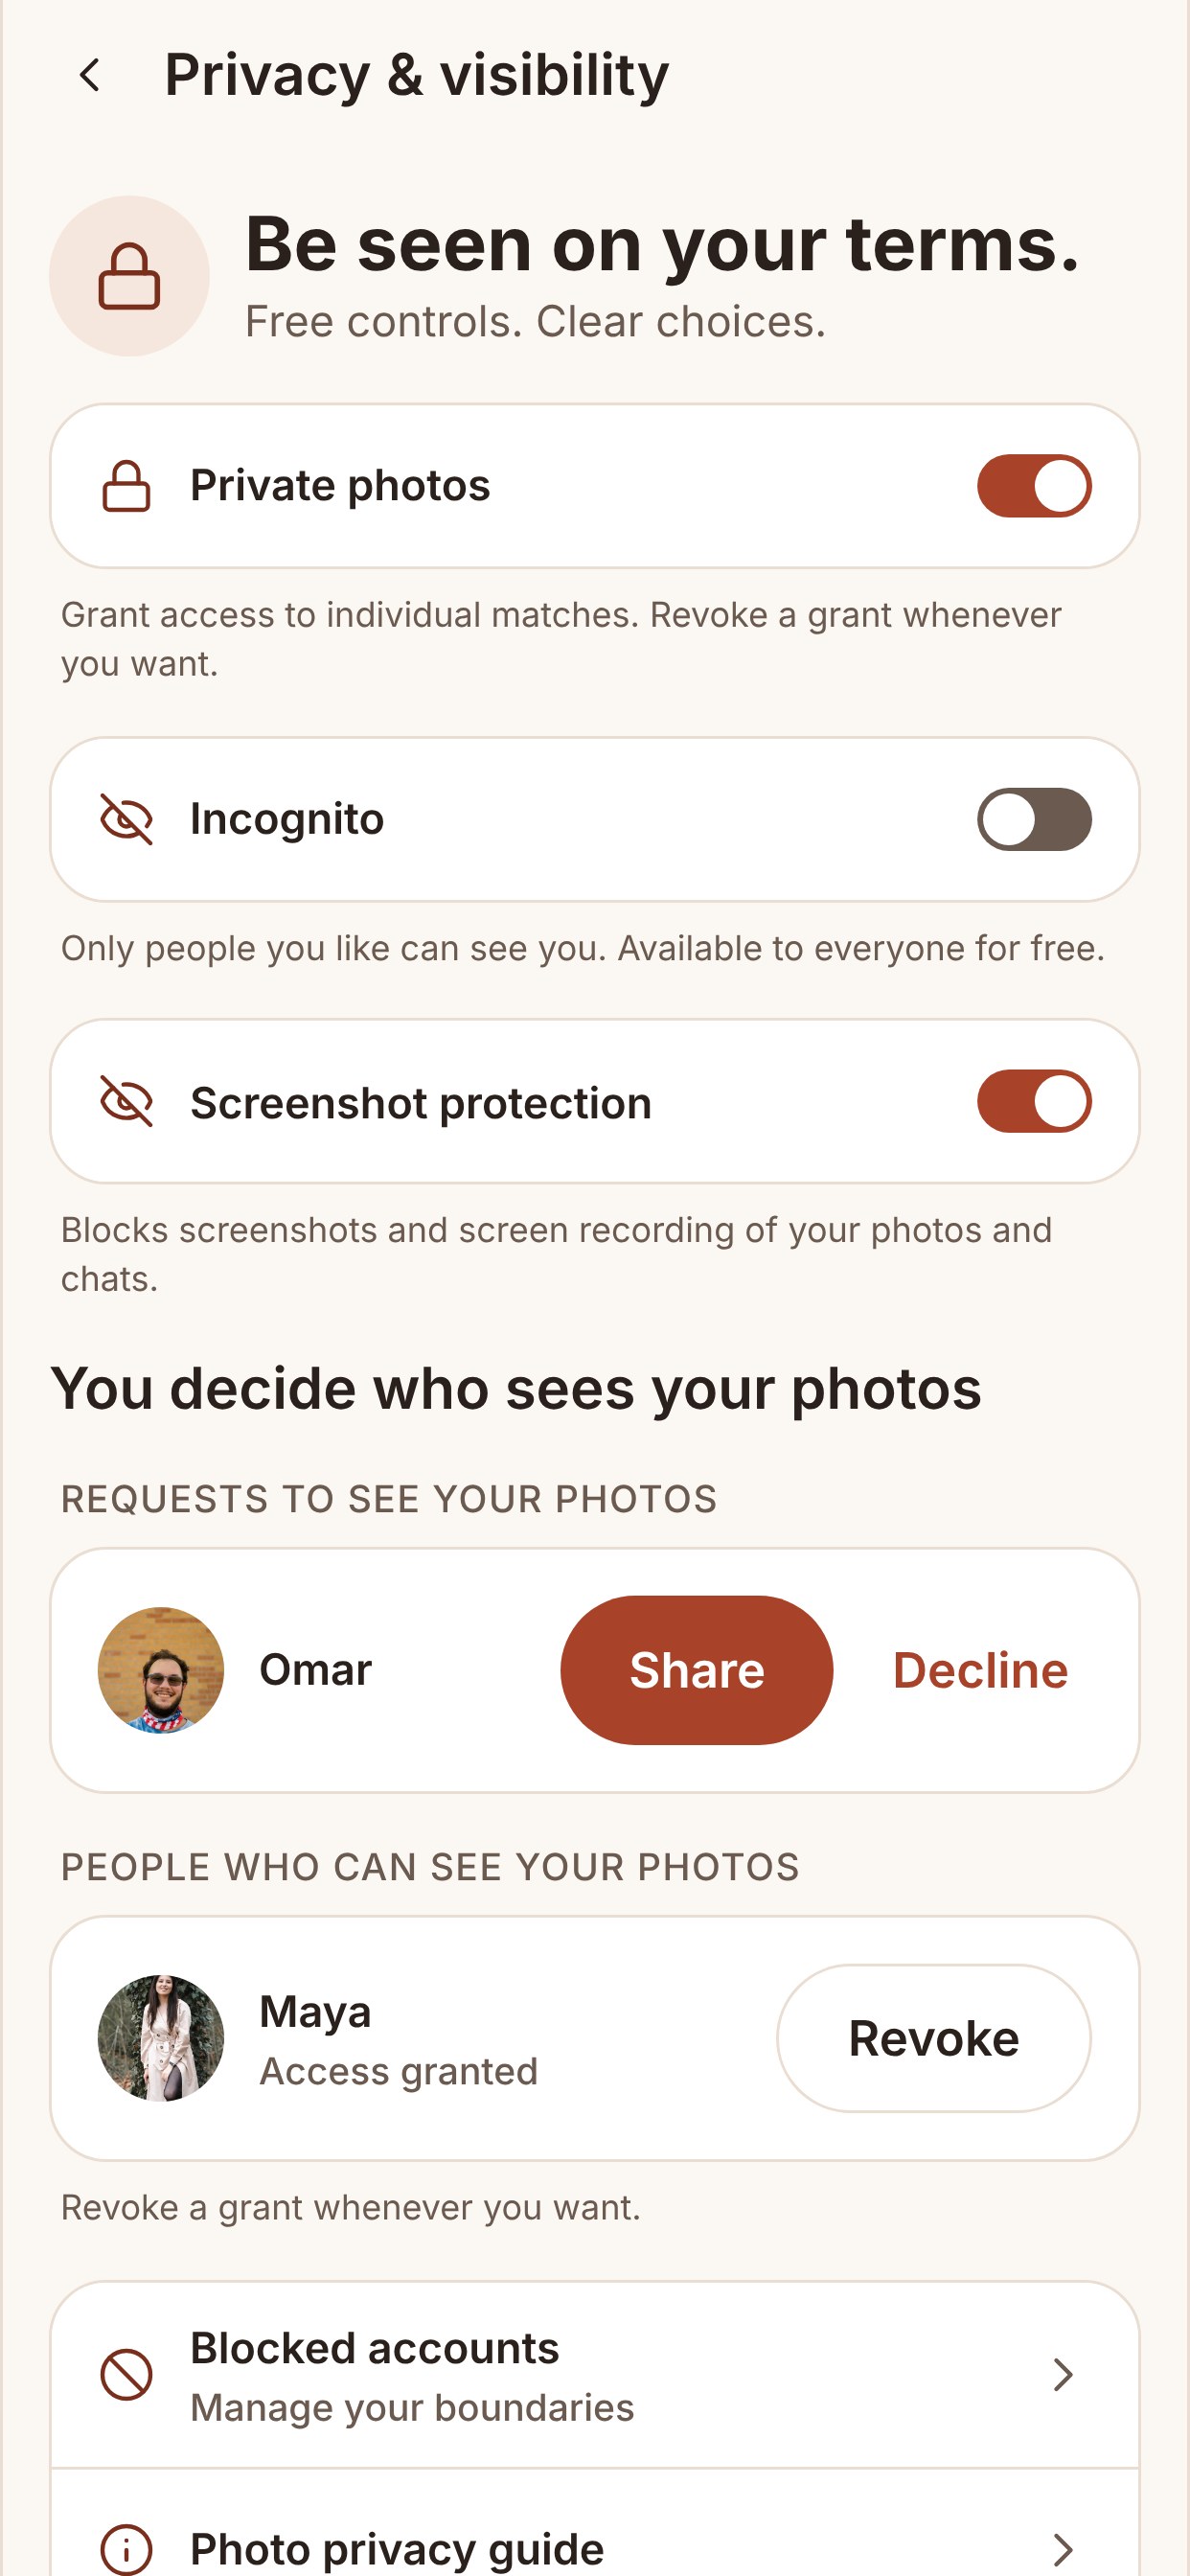 Privacy & visibility
Be seen on your terms.
Free controls. Clear choices.
Private photos
Grant access to individual matches. Revoke a grant whenever
you want.
Incognito
Only people you like can see you. Available to everyone for free.
Screenshot protection
Blocks screenshots and screen recording of your photos and
chats.
You decide who sees your photos
REQUESTS TO SEE YOUR PHOTOS
Omar
Share
Decline
PEOPLE WHO CAN SEE YOUR PHOTOS
Maya
Access granted
Revoke
Revoke a grant whenever you want.
Blocked accounts
Manage your boundaries
Photo privacy guide